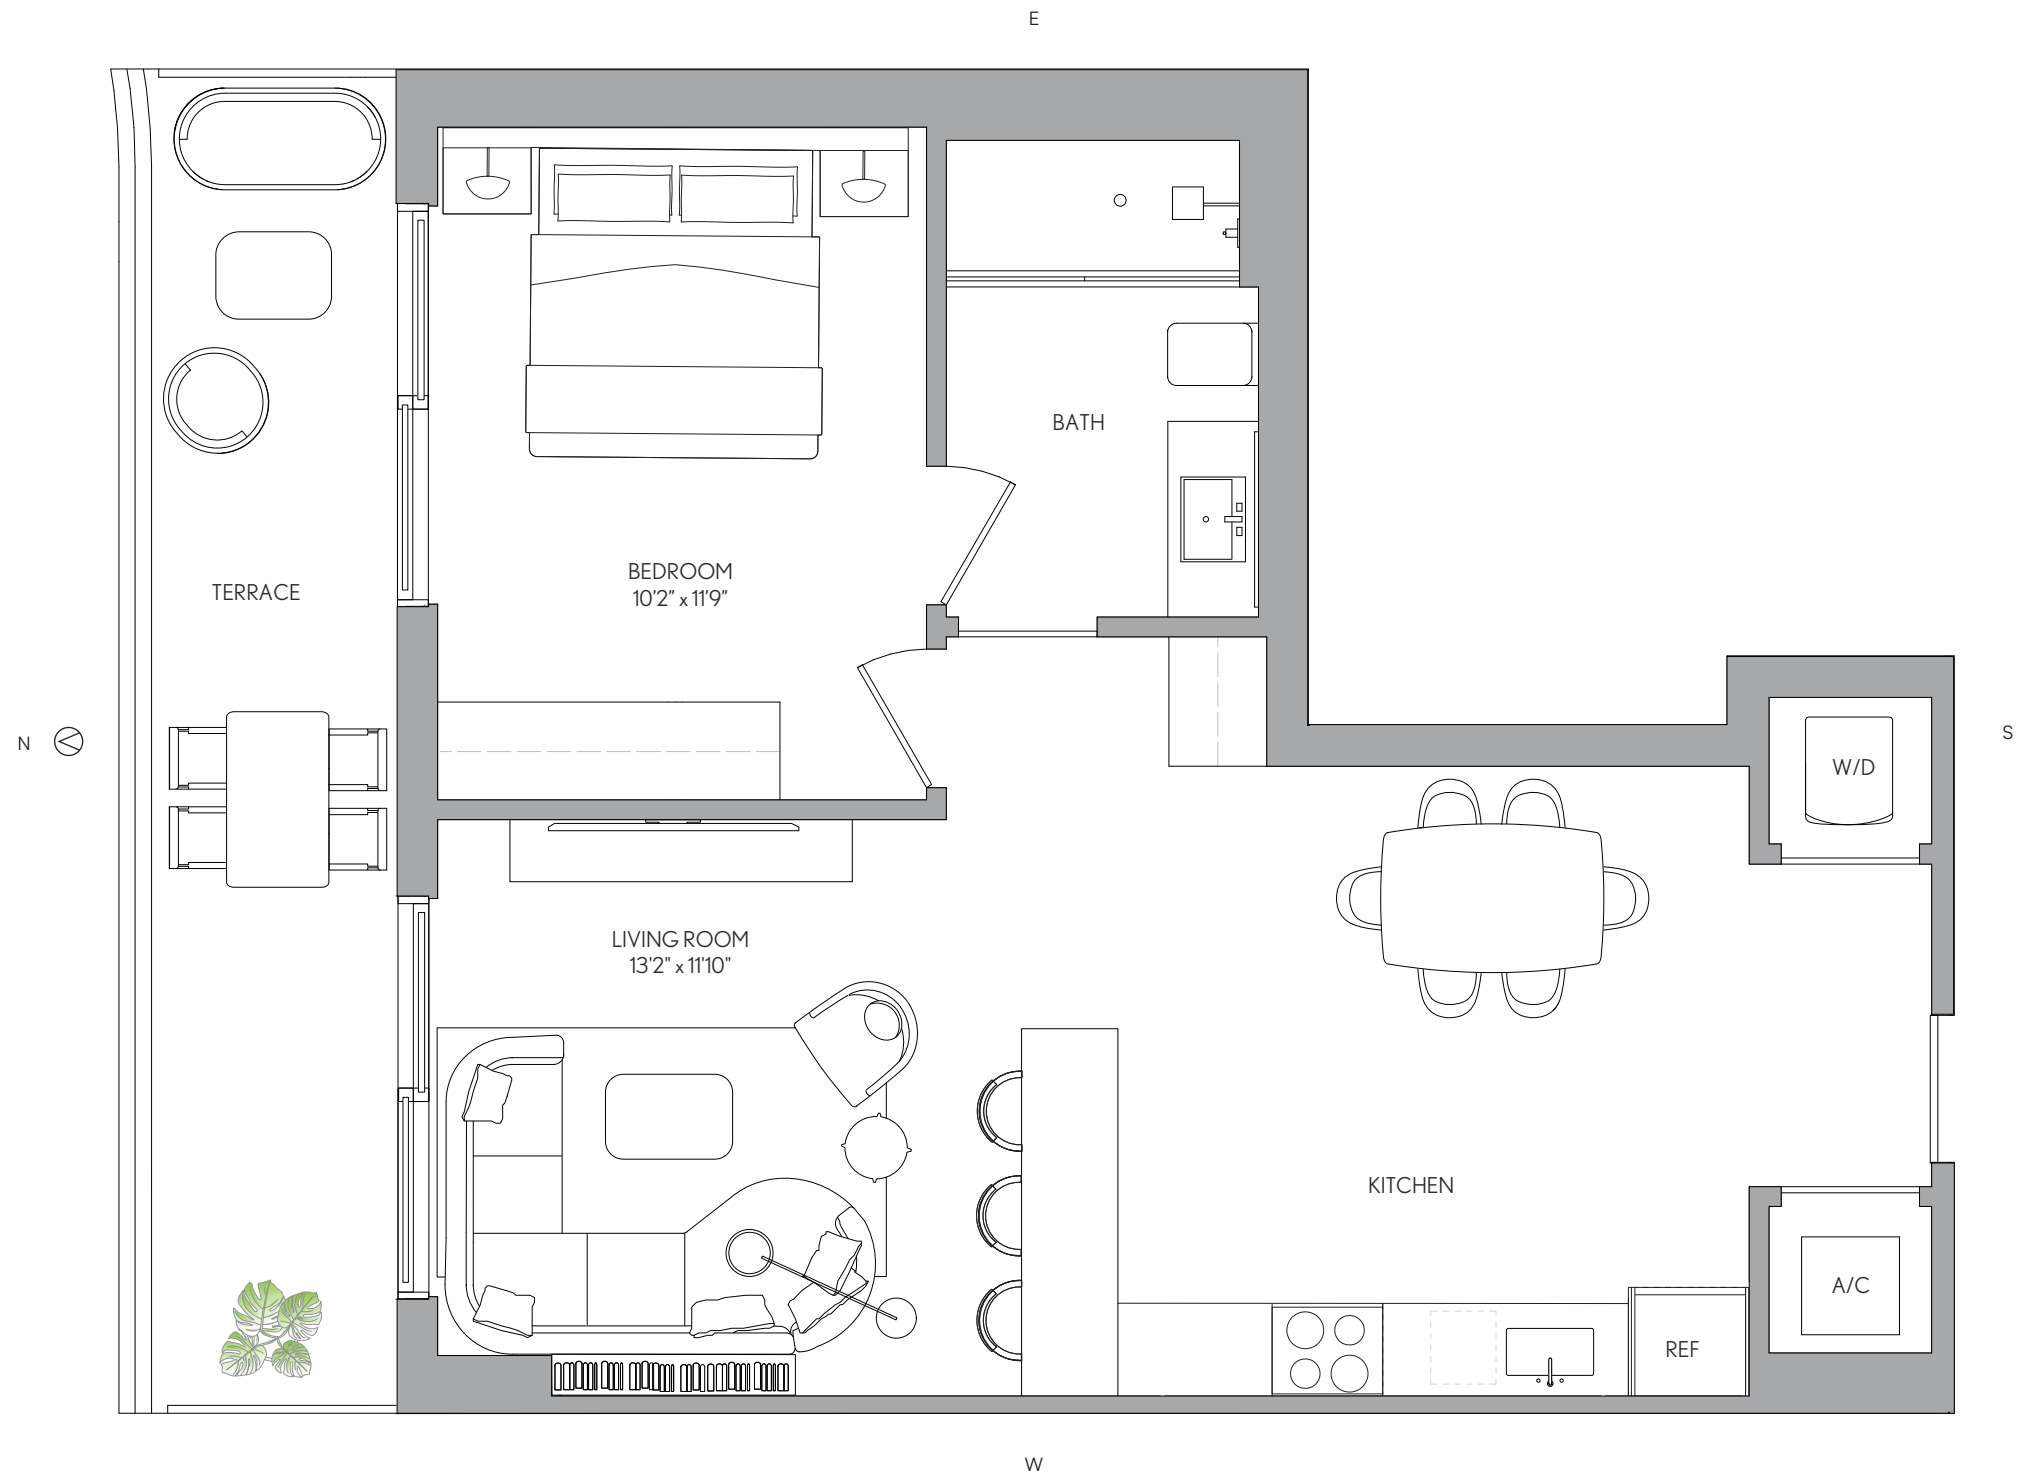 E
BATH
BEDROOM
10'2" x 11'9"
TERRACE
N
S
W/D
LIVING ROOM
13'2" x 11'10"
KITCHEN
A/C
REF
W